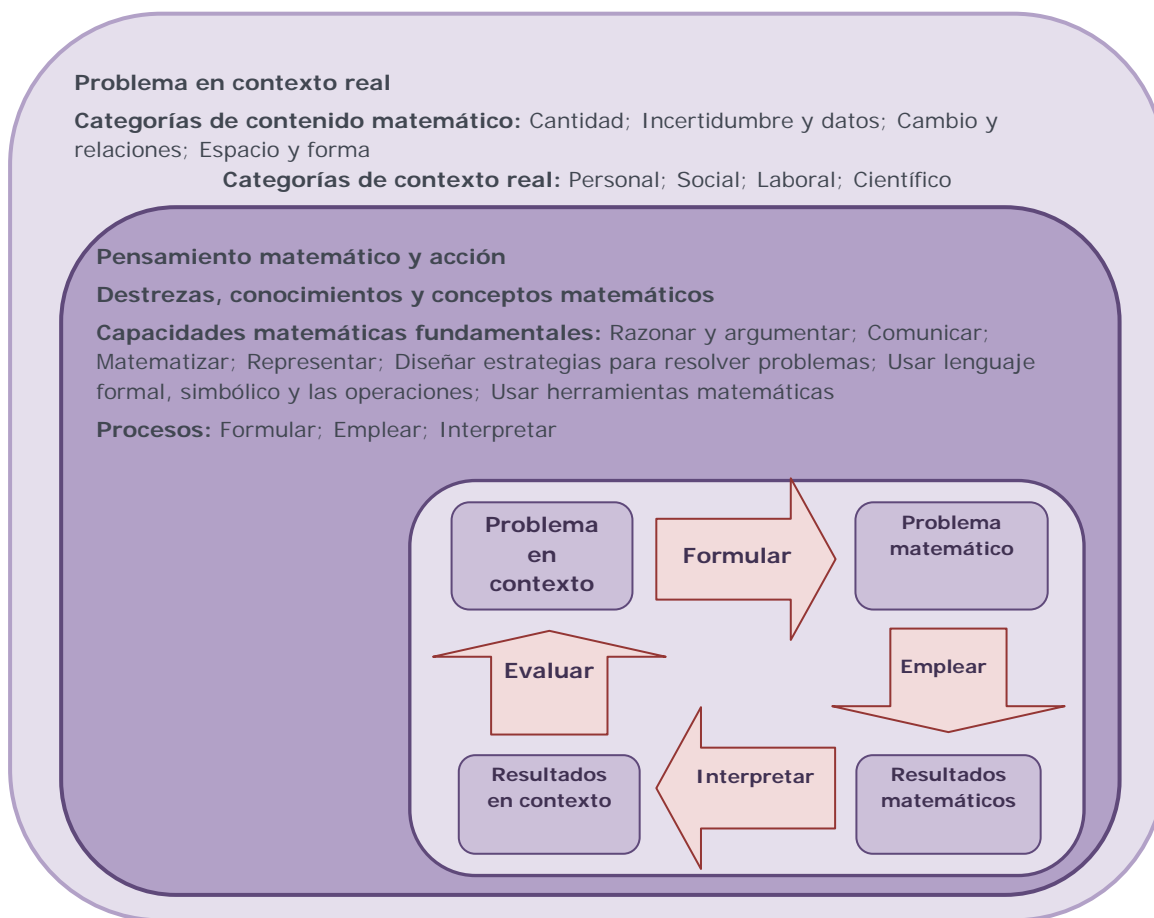 Problema en contexto real
Categorías de contenido matemático: Cantidad; Incertidumbre y datos; Cambio y
relaciones; Espacio y forma
Categorías de contexto real: Personal; Social; Laboral; Científico
Pensamiento matemático y acción
Destrezas, conocimientos y conceptos matemáticos
Capacidades matemáticas fundamentales: Razonar y argumentar; Comunicar;
Matematizar; Representar; Diseñar estrategias para resolver problemas; Usar lenguaje
formal, simbólico y las operaciones; Usar herramientas matemáticas
Procesos: Formular; Emplear; Interpretar
Problema
en
contexto
Formular
Problema
matemático
Evaluar
Emplear
Resultados
en contexto
Interpretar
Resultados
matemáticos